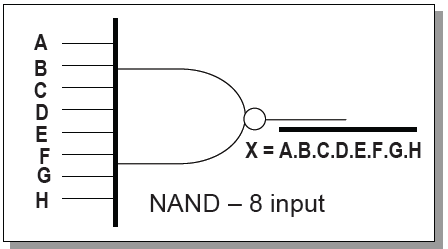 A
B
C
D
E
F
G
H
X = A.B.C.D.E.F.G.H
NAND – 8 input